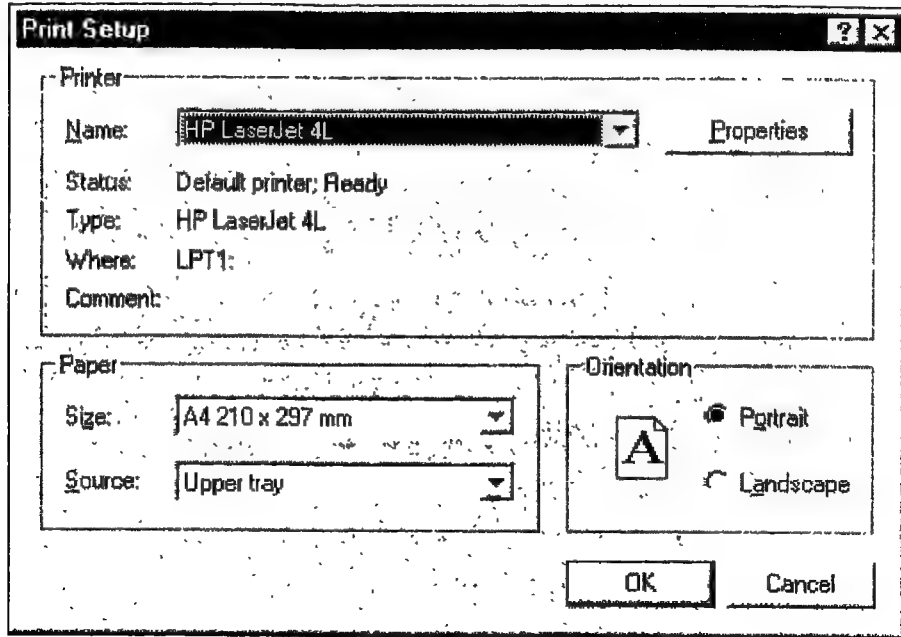 Print Setup
? ×
Printer
Name: HP LaserJet 4L Properties
Status: Default printer; Ready
Type: HP LaserJet 4L
Where: LPT1:
Comment:
Paper
Size: A4 210 x 297 mm
Source: Upper tray
Orientation
A
Portrait
Landscape
OK Cancel